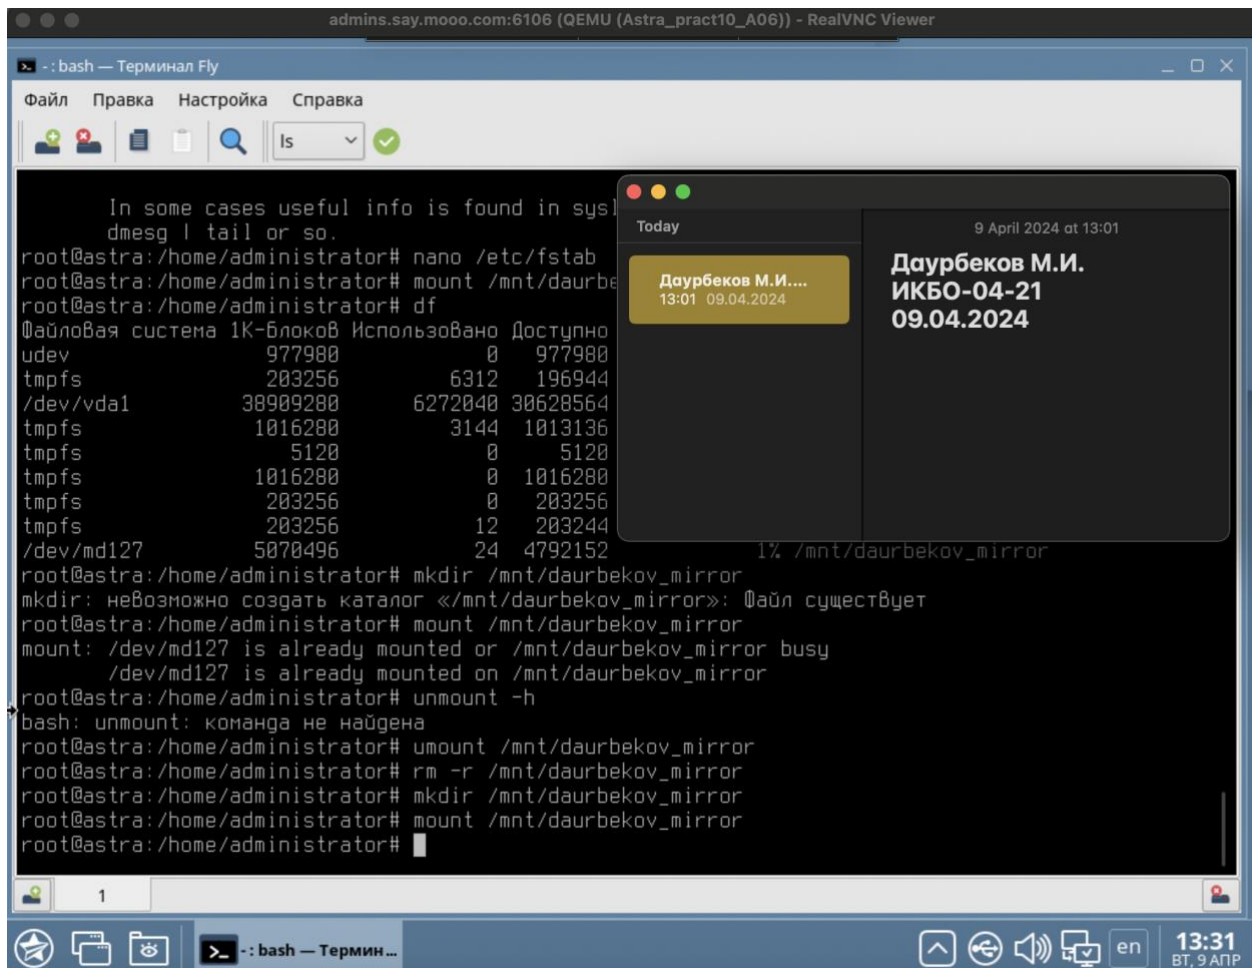 admins.say.mooo.com:6106 (QEMU (Astra_pract10_A06)) - RealVNC Viewer
- : bash — Терминал Fly
Файл Правка Настройка Справка
ls
In some cases useful info is found in sysl
dmesg | tail or so.
root@astra:/home/administrator# nano /etc/fstab
root@astra:/home/administrator# mount /mnt/daurbe
root@astra:/home/administrator# df
Файловая система 1K-блоков Использовано Доступно
udev 977980 0 977980
tmpfs 203256 6312 196944
/dev/vda1 38909280 6272040 30628564
tmpfs 1016280 3144 1013136
tmpfs 5120 0 5120
tmpfs 1016280 0 1016280
tmpfs 203256 0 203256
tmpfs 203256 12 203244
/dev/md127 5070496 24 4792152 1% /mnt/daurbekov_mirror
root@astra:/home/administrator# mkdir /mnt/daurbekov_mirror
mkdir: невозможно создать каталог «/mnt/daurbekov_mirror»: Файл существует
root@astra:/home/administrator# mount /mnt/daurbekov_mirror
mount: /dev/md127 is already mounted or /mnt/daurbekov_mirror busy
/dev/md127 is already mounted on /mnt/daurbekov_mirror
root@astra:/home/administrator# unmount -h
bash: unmount: команда не найдена
root@astra:/home/administrator# umount /mnt/daurbekov_mirror
root@astra:/home/administrator# rm -r /mnt/daurbekov_mirror
root@astra:/home/administrator# mkdir /mnt/daurbekov_mirror
root@astra:/home/administrator# mount /mnt/daurbekov_mirror
root@astra:/home/administrator#
Today
Даурбеков М.И....
13:01 09.04.2024
9 April 2024 at 13:01
Даурбеков М.И.
ИКБО-04-21
09.04.2024
1
- : bash — Термин...
en
13:31
ВТ, 9 АПР